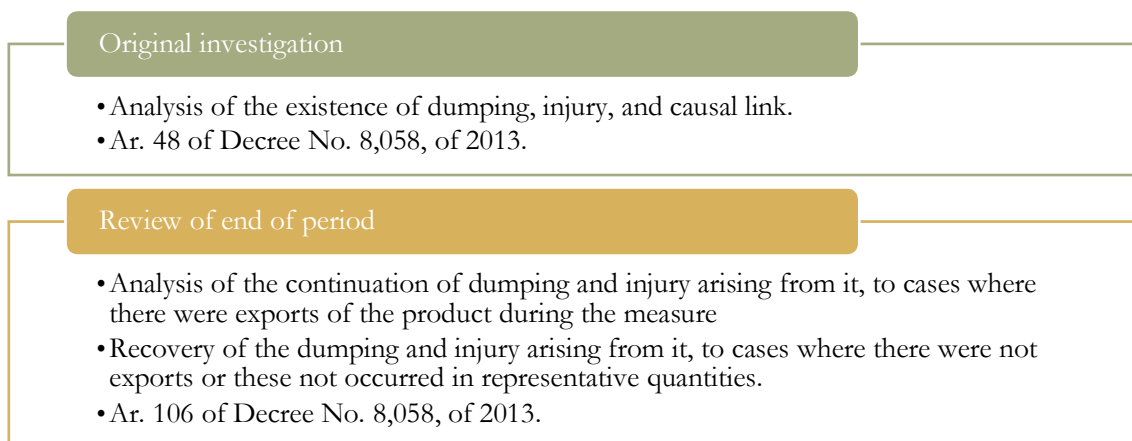 Original investigation
•Analysis of the existence of dumping, injury, and causal link.
•Ar. 48 of Decree No. 8,058, of 2013.
Review of end of period
•Analysis of the continuation of dumping and injury arising from it, to cases where
there were exports of the product during the measure
•Recovery of the dumping and injury arising from it, to cases where there were not
exports or these not occurred in representative quantities.
•Ar. 106 of Decree No. 8,058, of 2013.